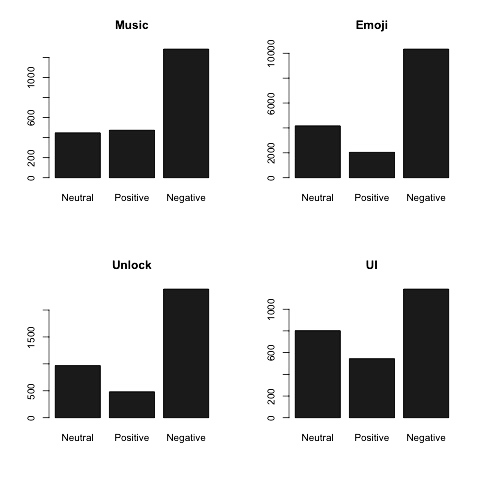 Music
1000
600
200
0
Neutral Positive Negative
Emoji
10000
6000
2000
0
Neutral Positive Negative
Unlock
1500
500
0
Neutral Positive Negative
UI
1000
600
200
0
Neutral Positive Negative